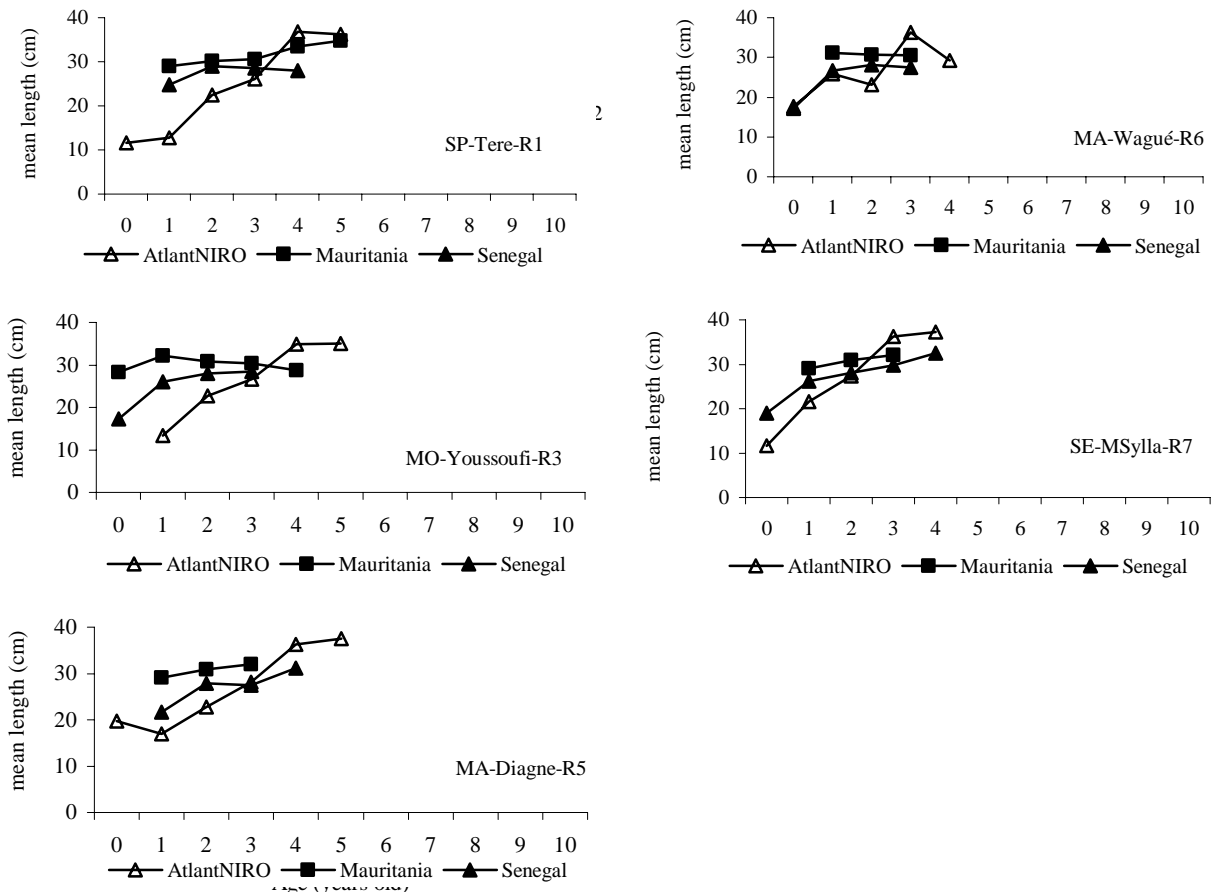 mean length (cm)
40
30
20
10
0
0 1 2 3 4 5 6 7 8 9 10
SP-Tere-R1
AtlantNIRO Mauritania Senegal
2
mean length (cm)
40
30
20
10
0
0 1 2 3 4 5 6 7 8 9 10
MA-Wagué-R6
AtlantNIRO Mauritania Senegal
mean length (cm)
40
30
20
10
0
0 1 2 3 4 5 6 7 8 9 10
MO-Youssoufi-R3
AtlantNIRO Mauritania Senegal
mean length (cm)
40
30
20
10
0
0 1 2 3 4 5 6 7 8 9 10
SE-MSylla-R7
AtlantNIRO Mauritania Senegal
mean length (cm)
40
30
20
10
0
0 1 2 3 4 5 6 7 8 9 10
MA-Diagne-R5
AtlantNIRO Mauritania Senegal
Age (years old)